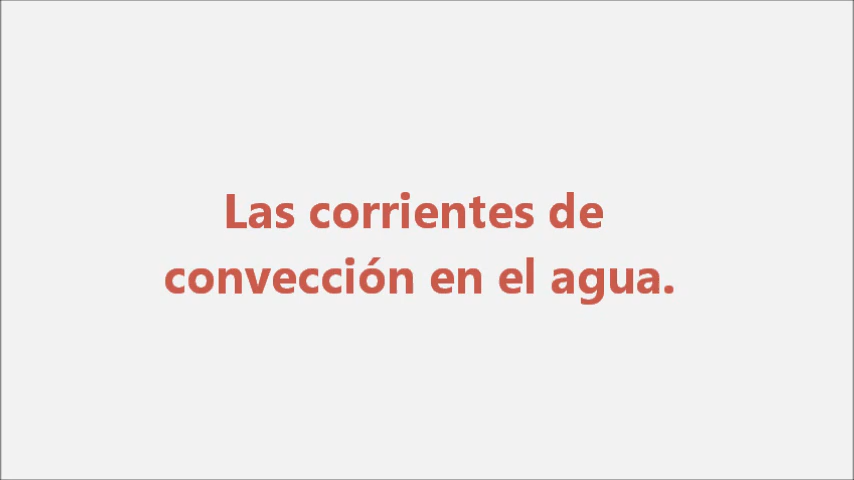 Las corrientes de
convección en el agua.